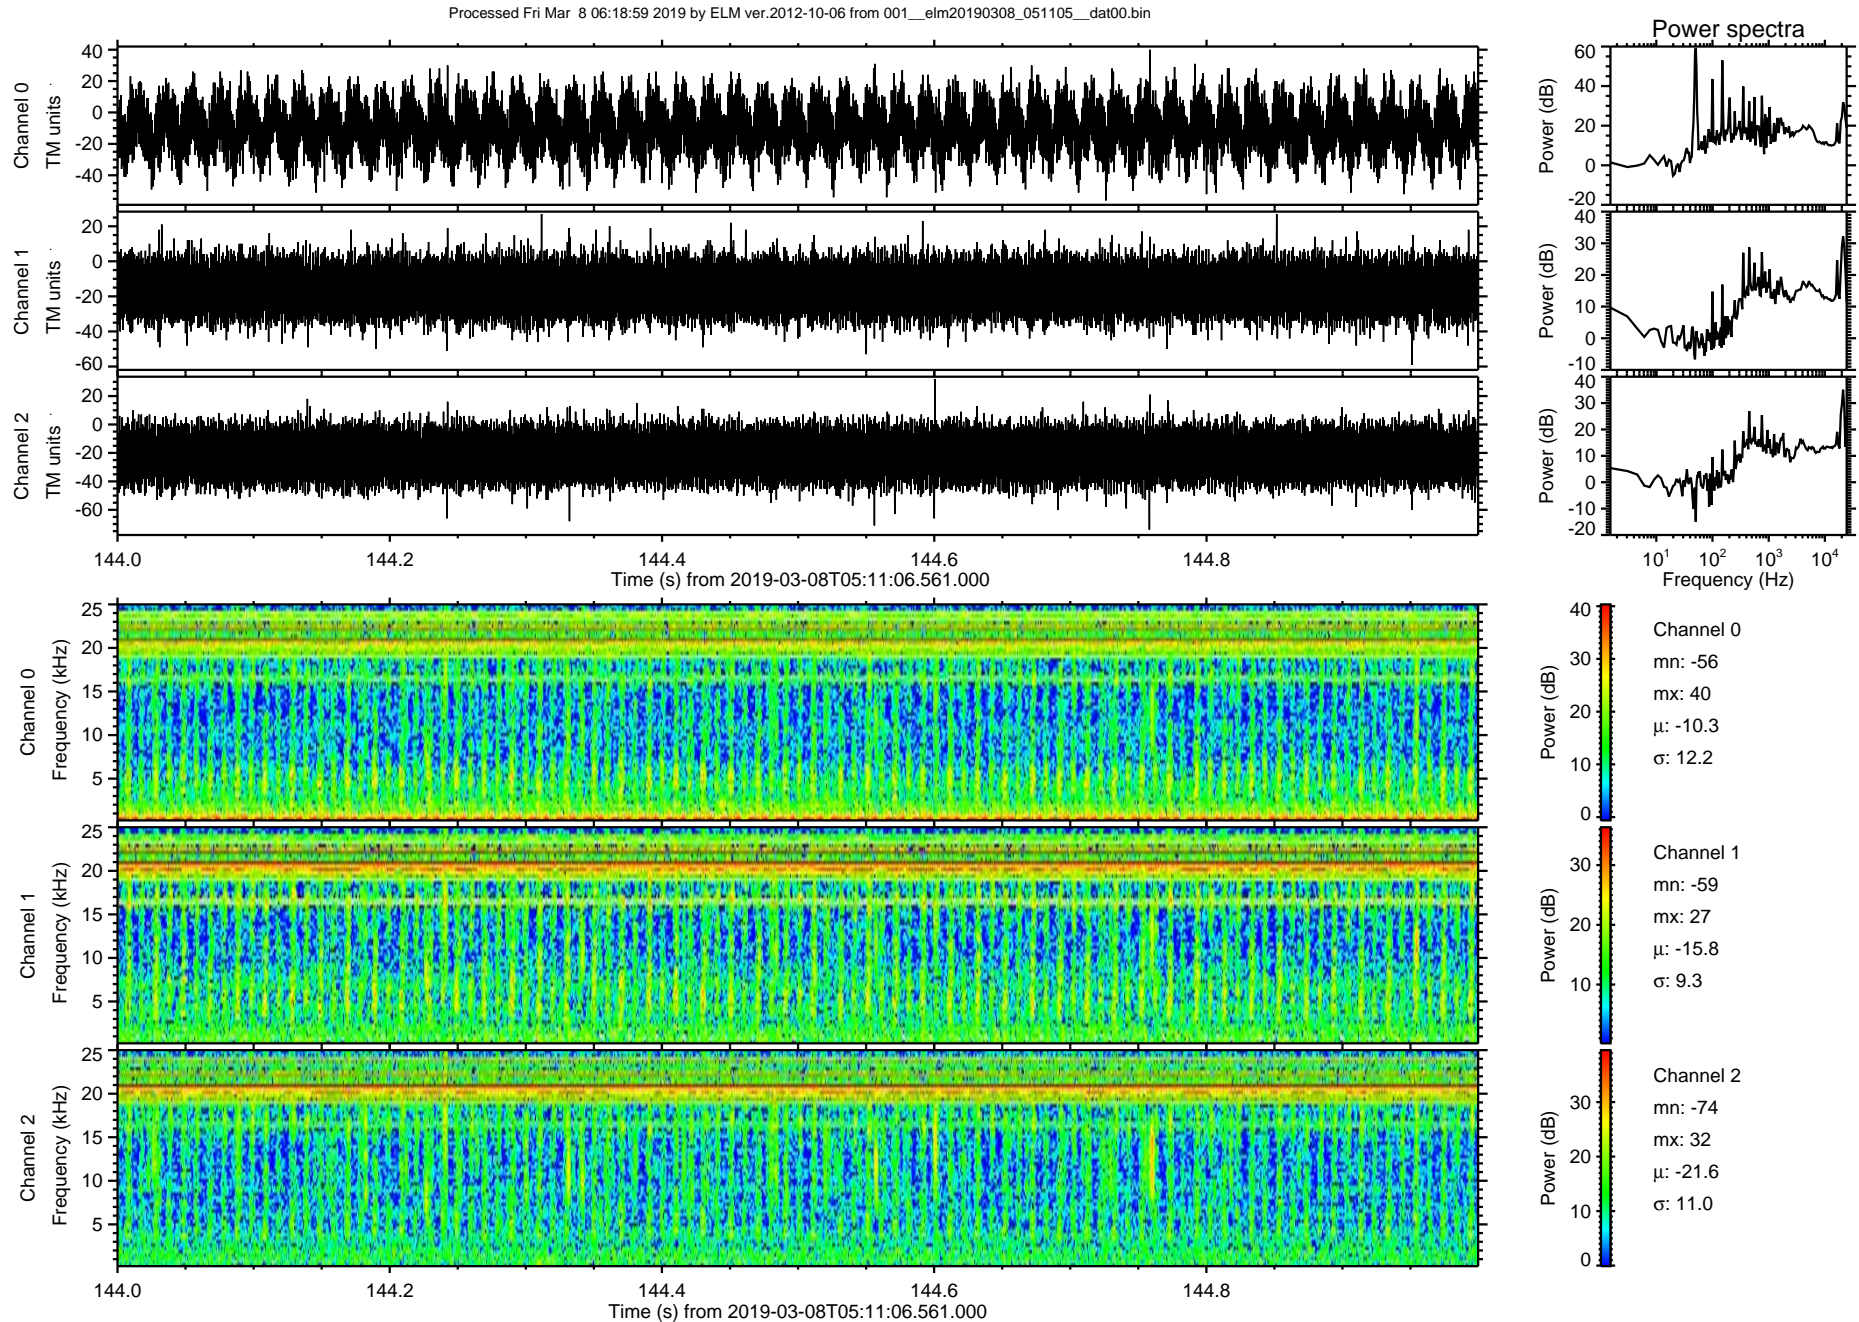 Processed Fri Mar  8 06:18:59 2019 by ELM ver.2012-10-06 from 001__elm20190308_051105__dat00.bin
Power spectra
Channel 0
TM units
40
20
0
-20
-40
Power (dB)
60
40
20
0
-20
Channel 1
TM units
20
0
-20
-40
-60
Power (dB)
40
30
20
10
0
-10
Channel 2
TM units
20
0
-20
-40
-60
Power (dB)
40
30
20
10
0
-10
-20
144.0 144.2 144.4 144.6 144.8
Time (s) from 2019-03-08T05:11:06.561.000
10^1 10^2 10^3 10^4
Frequency (Hz)
Channel 0
Frequency (kHz)
25
20
15
10
5
Power (dB)
40
30
20
10
0
Channel 0
mn: -56
mx: 40
μ: -10.3
σ: 12.2
Channel 1
Frequency (kHz)
25
20
15
10
5
Power (dB)
30
20
10
Channel 1
mn: -59
mx: 27
μ: -15.8
σ: 9.3
Channel 2
Frequency (kHz)
25
20
15
10
5
Power (dB)
30
20
10
0
Channel 2
mn: -74
mx: 32
μ: -21.6
σ: 11.0
144.0 144.2 144.4 144.6 144.8
Time (s) from 2019-03-08T05:11:06.561.000